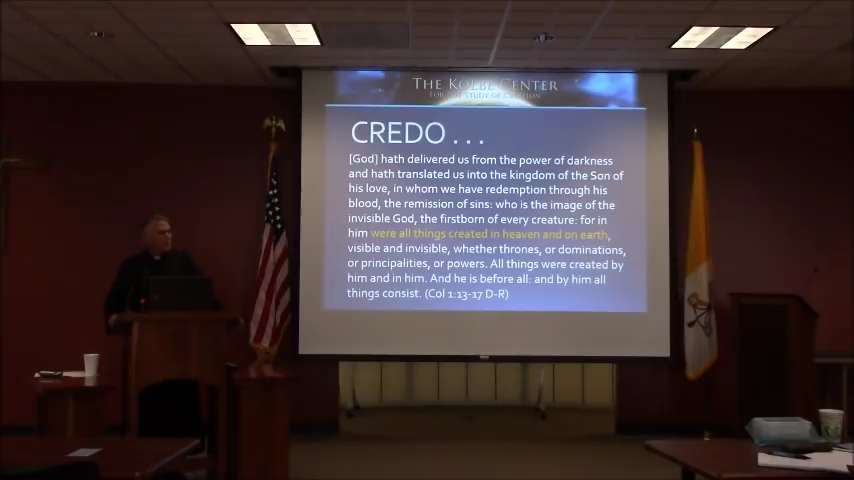 THE KOLBE CENTER
FOR THE STUDY OF CREATION
CREDO . . .
[God] hath delivered us from the power of darkness
and hath translated us into the kingdom of the Son of
his love, in whom we have redemption through his
blood, the remission of sins: who is the image of the
invisible God, the firstborn of every creature: for in
him were all things created in heaven and on earth,
visible and invisible, whether thrones, or dominations,
or principalities, or powers. All things were created by
him and in him. And he is before all: and by him all
things consist. (Col 1:13-17 D-R)